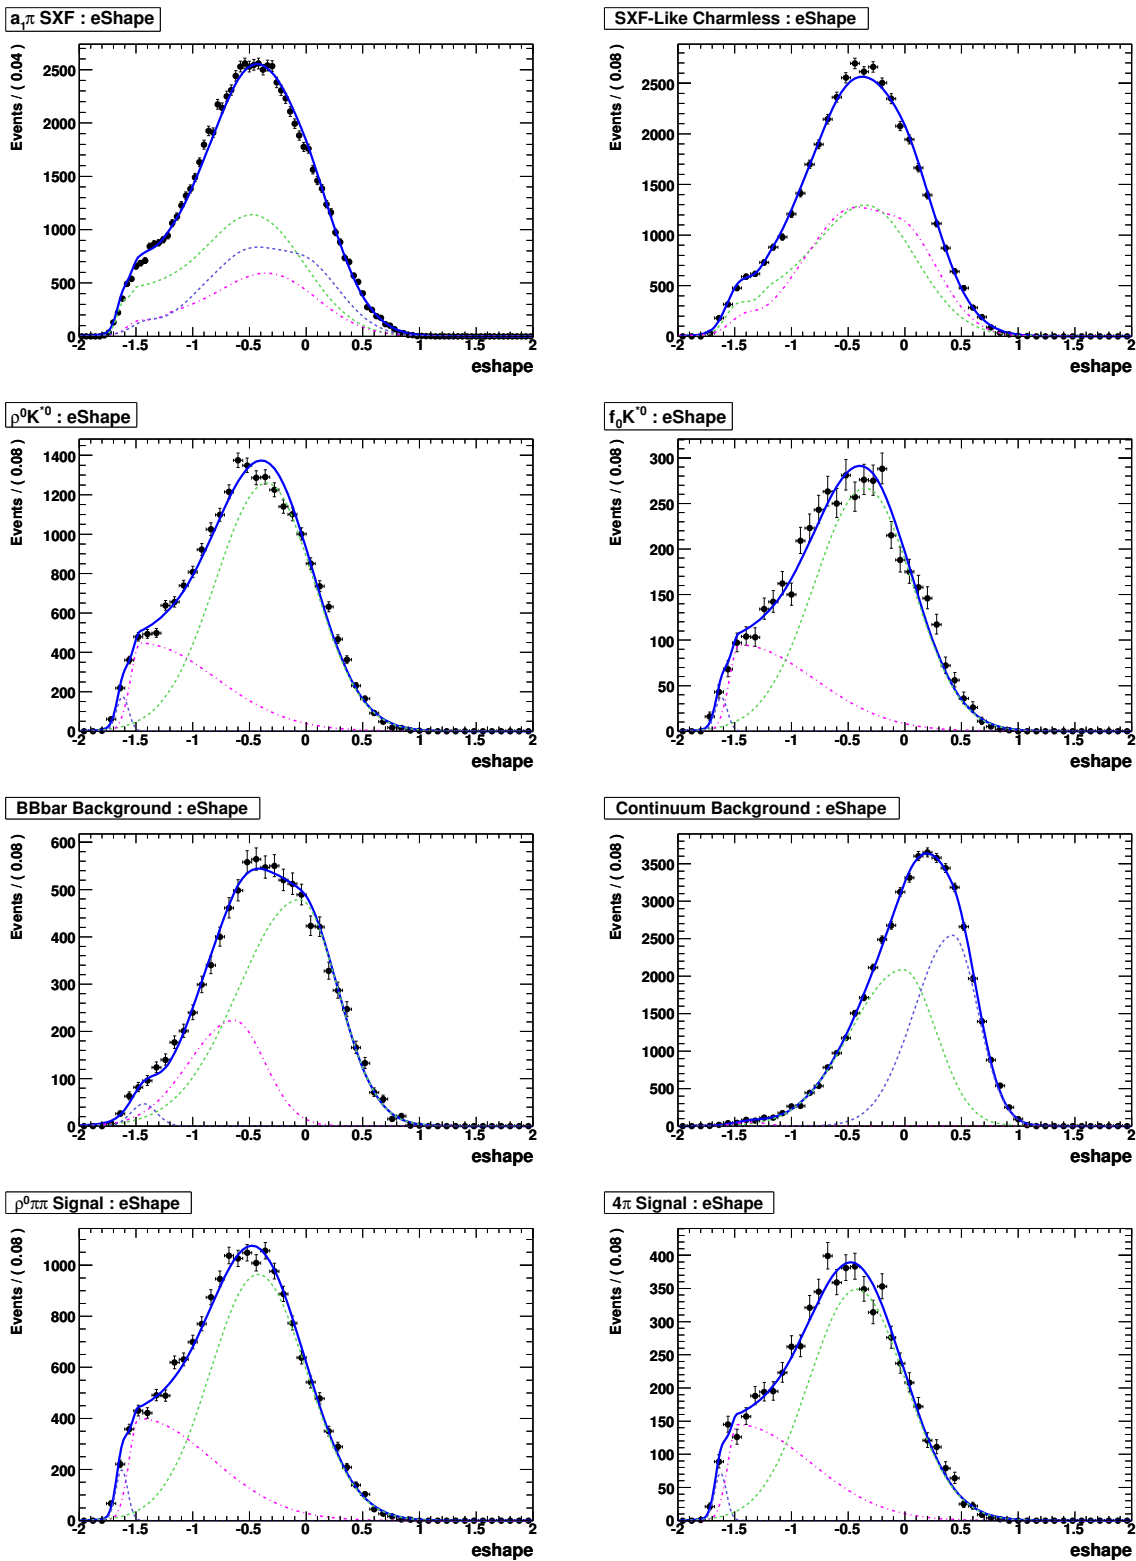 a₁π SXF : eShape
Events / ( 0.04 )
2500
2000
1500
1000
500
0
-2 -1.5 -1 -0.5 0 0.5 1 1.5 2
eshape
SXF-Like Charmless : eShape
Events / ( 0.08 )
2500
2000
1500
1000
500
0
-2 -1.5 -1 -0.5 0 0.5 1 1.5 2
eshape
ρ⁰K*⁰ : eShape
Events / ( 0.08 )
1400
1200
1000
800
600
400
200
0
-2 -1.5 -1 -0.5 0 0.5 1 1.5 2
eshape
f₀K*⁰ : eShape
Events / ( 0.08 )
300
250
200
150
100
50
0
-2 -1.5 -1 -0.5 0 0.5 1 1.5 2
eshape
BBbar Background : eShape
Events / ( 0.08 )
600
500
400
300
200
100
0
-2 -1.5 -1 -0.5 0 0.5 1 1.5 2
eshape
Continuum Background : eShape
Events / ( 0.08 )
3500
3000
2500
2000
1500
1000
500
0
-2 -1.5 -1 -0.5 0 0.5 1 1.5 2
eshape
ρ⁰ππ Signal : eShape
Events / ( 0.08 )
1000
800
600
400
200
0
-2 -1.5 -1 -0.5 0 0.5 1 1.5 2
eshape
4π Signal : eShape
Events / ( 0.08 )
400
350
300
250
200
150
100
50
0
-2 -1.5 -1 -0.5 0 0.5 1 1.5 2
eshape